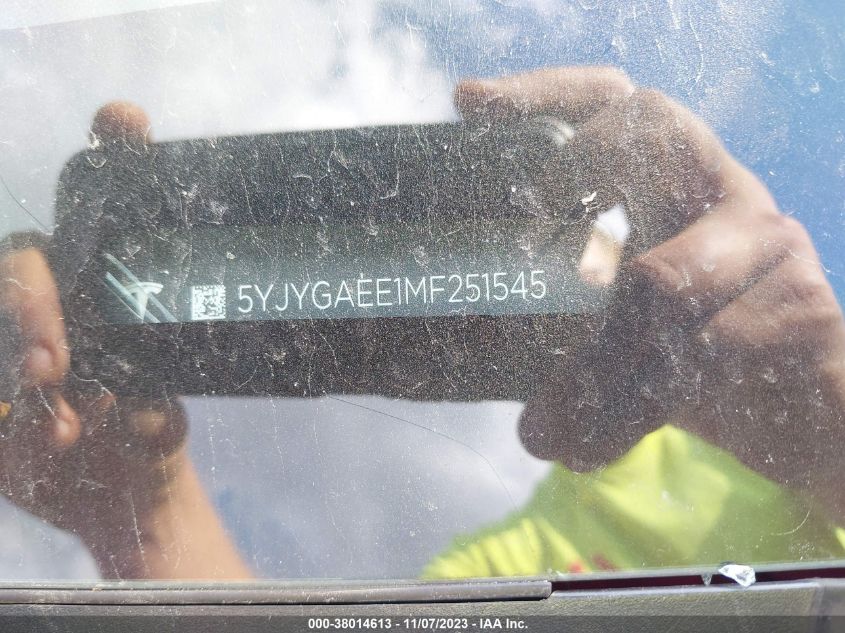 5YJYGAEE1MF251545
000-38014613 - 11/07/2023 - IAA Inc.